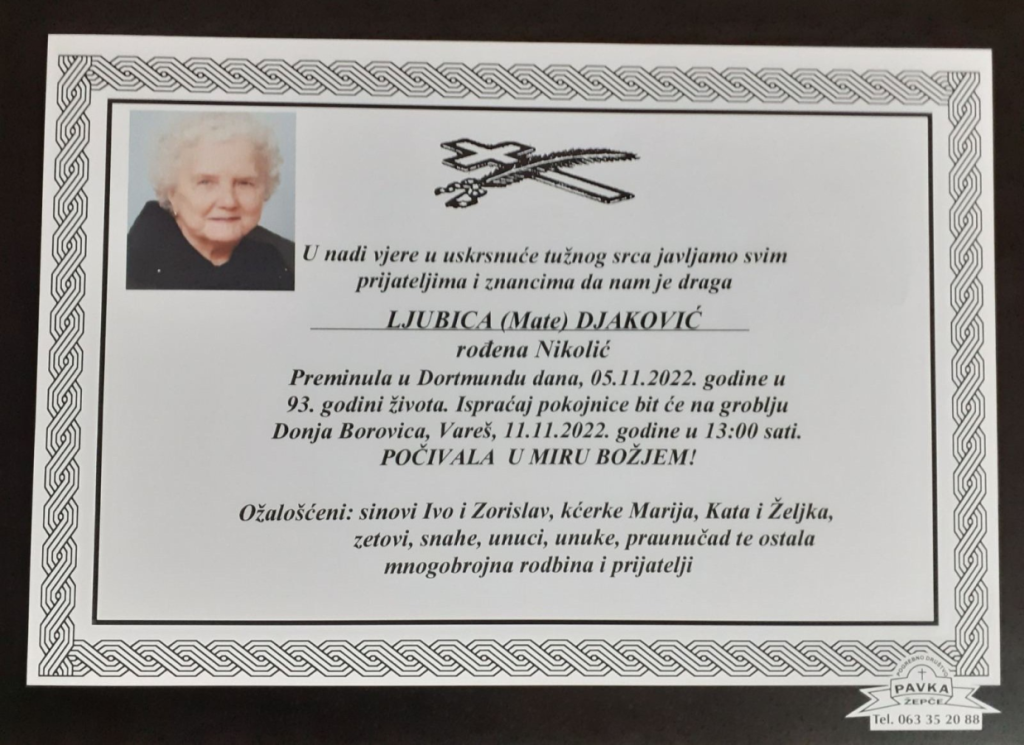 U nadi vjere u uskrsnuće tužnog srca javljamo svim
prijateljima i znancima da nam je draga
LJUBICA (Mate) DJAKOVIĆ
rođena Nikolić
Preminula u Dortmundu dana, 05.11.2022. godine u
93. godini života. Ispraćaj pokojnice bit će na groblju
Donja Borovica, Vareš, 11.11.2022. godine u 13:00 sati.
POČIVALA U MIRU BOŽJEM!
Ožalošćeni: sinovi Ivo i Zorislav, kćerke Marija, Kata i Željka,
zetovi, snahe, unuci, unuke, praunučad te ostala
mnogobrojna rodbina i prijatelji
POGREBNO DRUŠTVO
PAVKA
ŽEPČE
Tel. 063 35 20 88